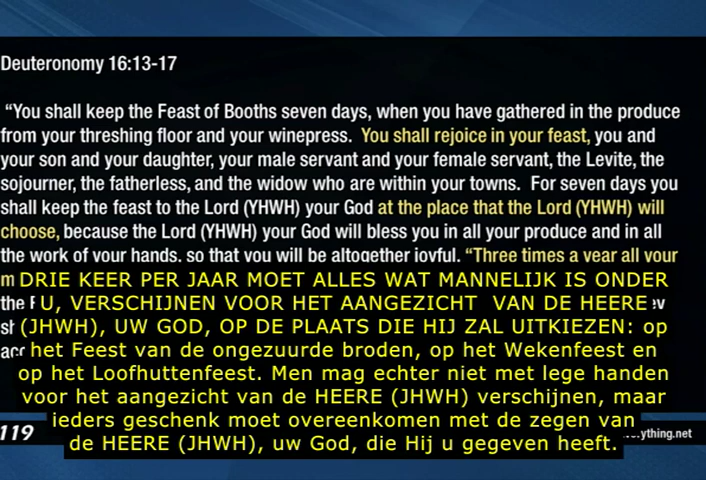 Deuteronomy 16:13-17
“You shall keep the Feast of Booths seven days, when you have gathered in the produce
from your threshing floor and your winepress. You shall rejoice in your feast, you and
your son and your daughter, your male servant and your female servant, the Levite, the
sojourner, the fatherless, and the widow who are within your towns. For seven days you
shall keep the feast to the Lord (YHWH) your God at the place that the Lord (YHWH) will
choose, because the Lord (YHWH) your God will bless you in all your produce and in all
the work of your hands, so that you will be altogether joyful. “Three times a year all your
DRIE KEER PER JAAR MOET ALLES WAT MANNELIJK IS ONDER
the U, VERSCHIJNEN VOOR HET AANGEZICHT VAN DE HEERE
(JHWH), UW GOD, OP DE PLAATS DIE HIJ ZAL UITKIEZEN: op
het Feest van de ongezuurde broden, op het Wekenfeest en
op het Loofhuttenfeest. Men mag echter niet met lege handen
voor het aangezicht van de HEERE (JHWH) verschijnen, maar
ieders geschenk moet overeenkomen met de zegen van
119 de HEERE (JHWH), uw God, die Hij u gegeven heeft. ything.net